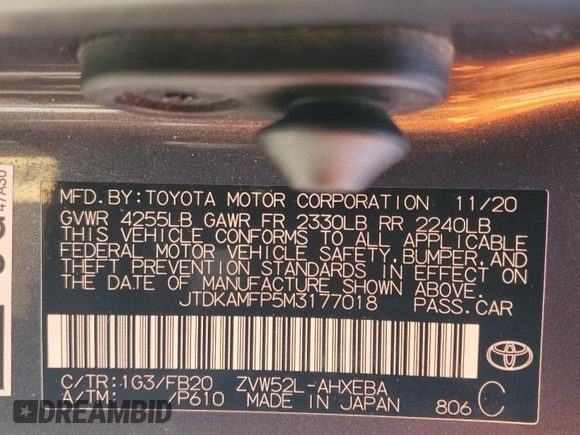 MFD.BY:TOYOTA MOTOR CORPORATION 11/20
GVWR 4255LB GAWR FR 2330LB RR 2240LB
THIS VEHICLE CONFORMS TO ALL APPLICABLE
FEDERAL MOTOR VEHICLE SAFETY,BUMPER,AND
THEFT PREVENTION STANDARDS IN EFFECT ON
THE DATE OF MANUFACTURE SHOWN ABOVE.
JTDKAMFP5M3177018 PASS.CAR
C/TR:1G3/FB20 ZVW52L-AHXEBA
A/TM: /P610 MADE IN JAPAN 806 C
47A30
DREAMBID